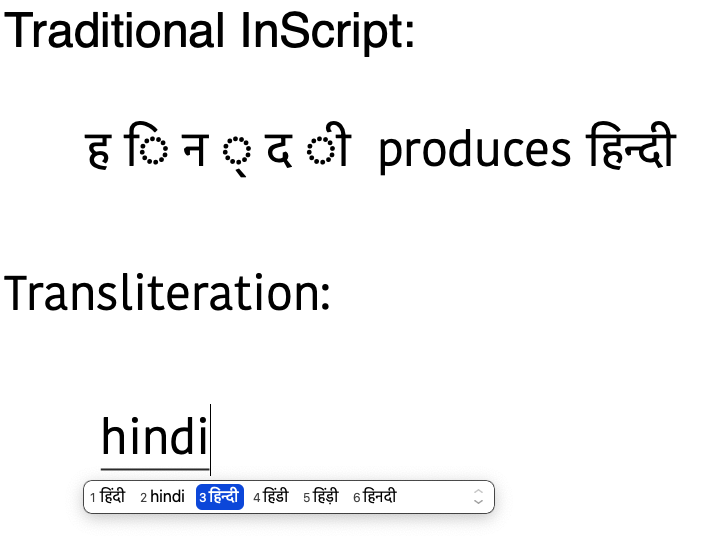 Traditional InScript:
ह ि न ् द ी produces हिन्दी
Transliteration:
hindi
1 हिंदी 2 hindi 3 हिन्दी 4 हिंडी 5 हिंड़ी 6 हिनदी